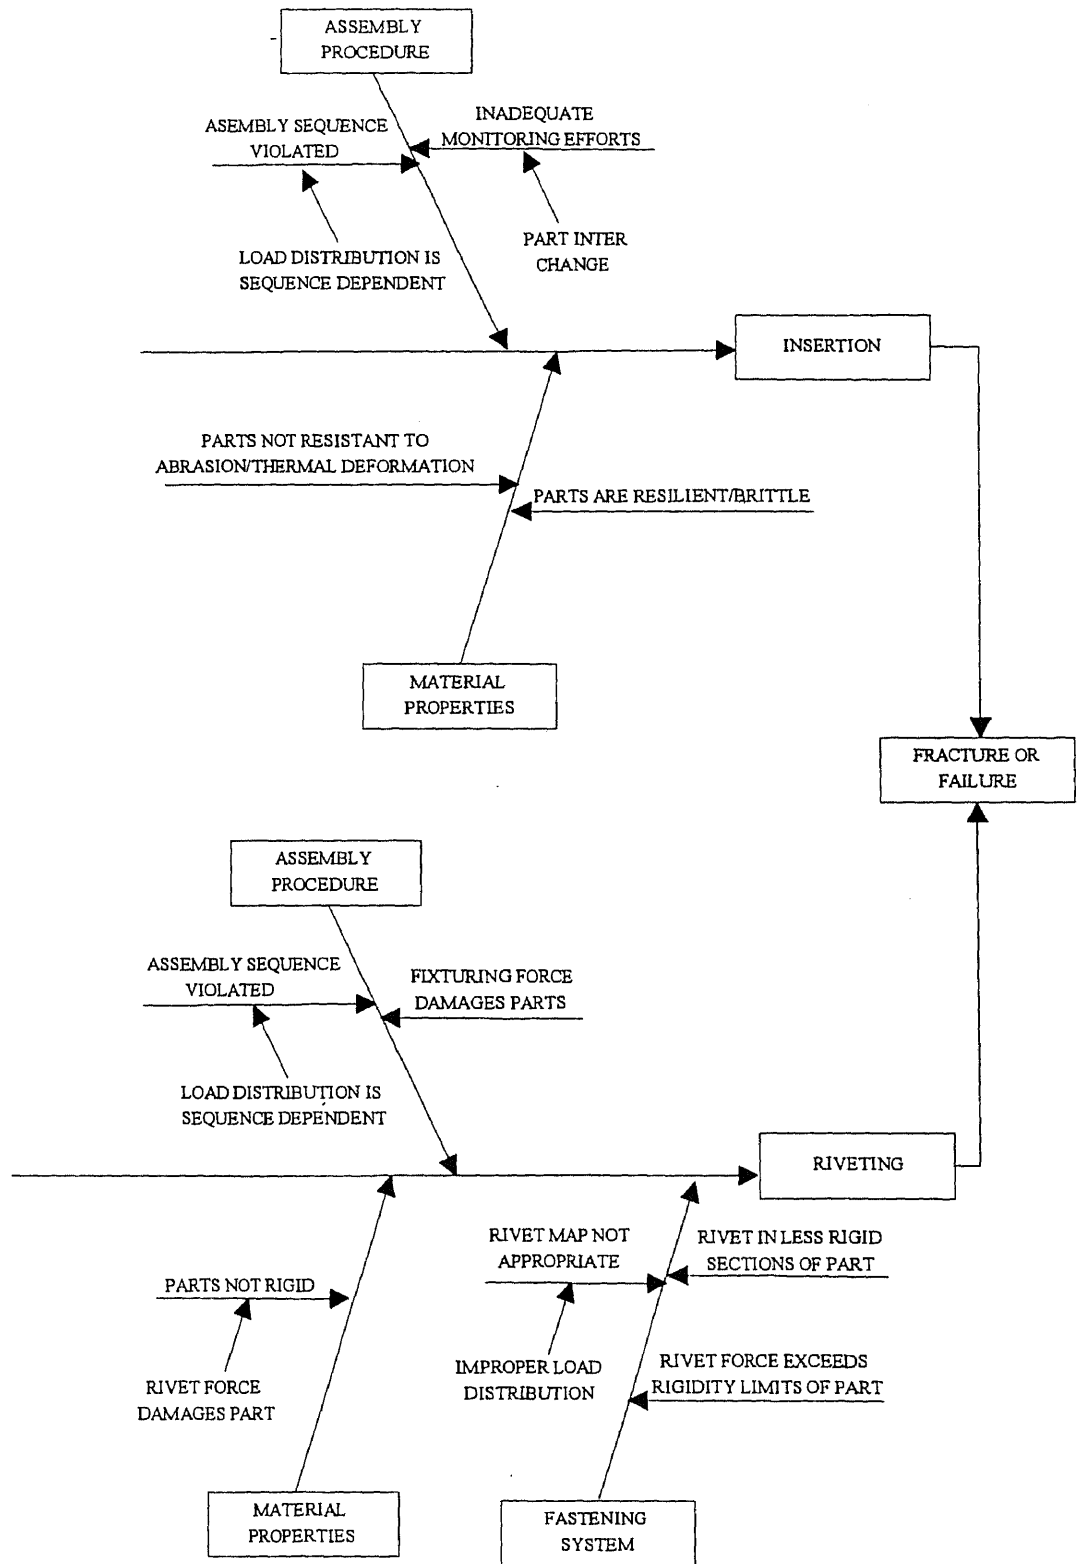 ASSEMBLY
PROCEDURE
ASEMBLY SEQUENCE
VIOLATED
INADEQUATE
MONITORING EFFORTS
LOAD DISTRIBUTION IS
SEQUENCE DEPENDENT
PART INTER
CHANGE
INSERTION
PARTS NOT RESISTANT TO
ABRASION/THERMAL DEFORMATION
PARTS ARE RESILIENT/BRITTLE
MATERIAL
PROPERTIES
FRACTURE OR
FAILURE
ASSEMBLY
PROCEDURE
ASSEMBLY SEQUENCE
VIOLATED
FIXTURING FORCE
DAMAGES PARTS
LOAD DISTRIBUTION IS
SEQUENCE DEPENDENT
RIVETING
RIVET MAP NOT
APPROPRIATE
RIVET IN LESS RIGID
SECTIONS OF PART
PARTS NOT RIGID
IMPROPER LOAD
DISTRIBUTION
RIVET FORCE EXCEEDS
RIGIDITY LIMITS OF PART
RIVET FORCE
DAMAGES PART
MATERIAL
PROPERTIES
FASTENING
SYSTEM